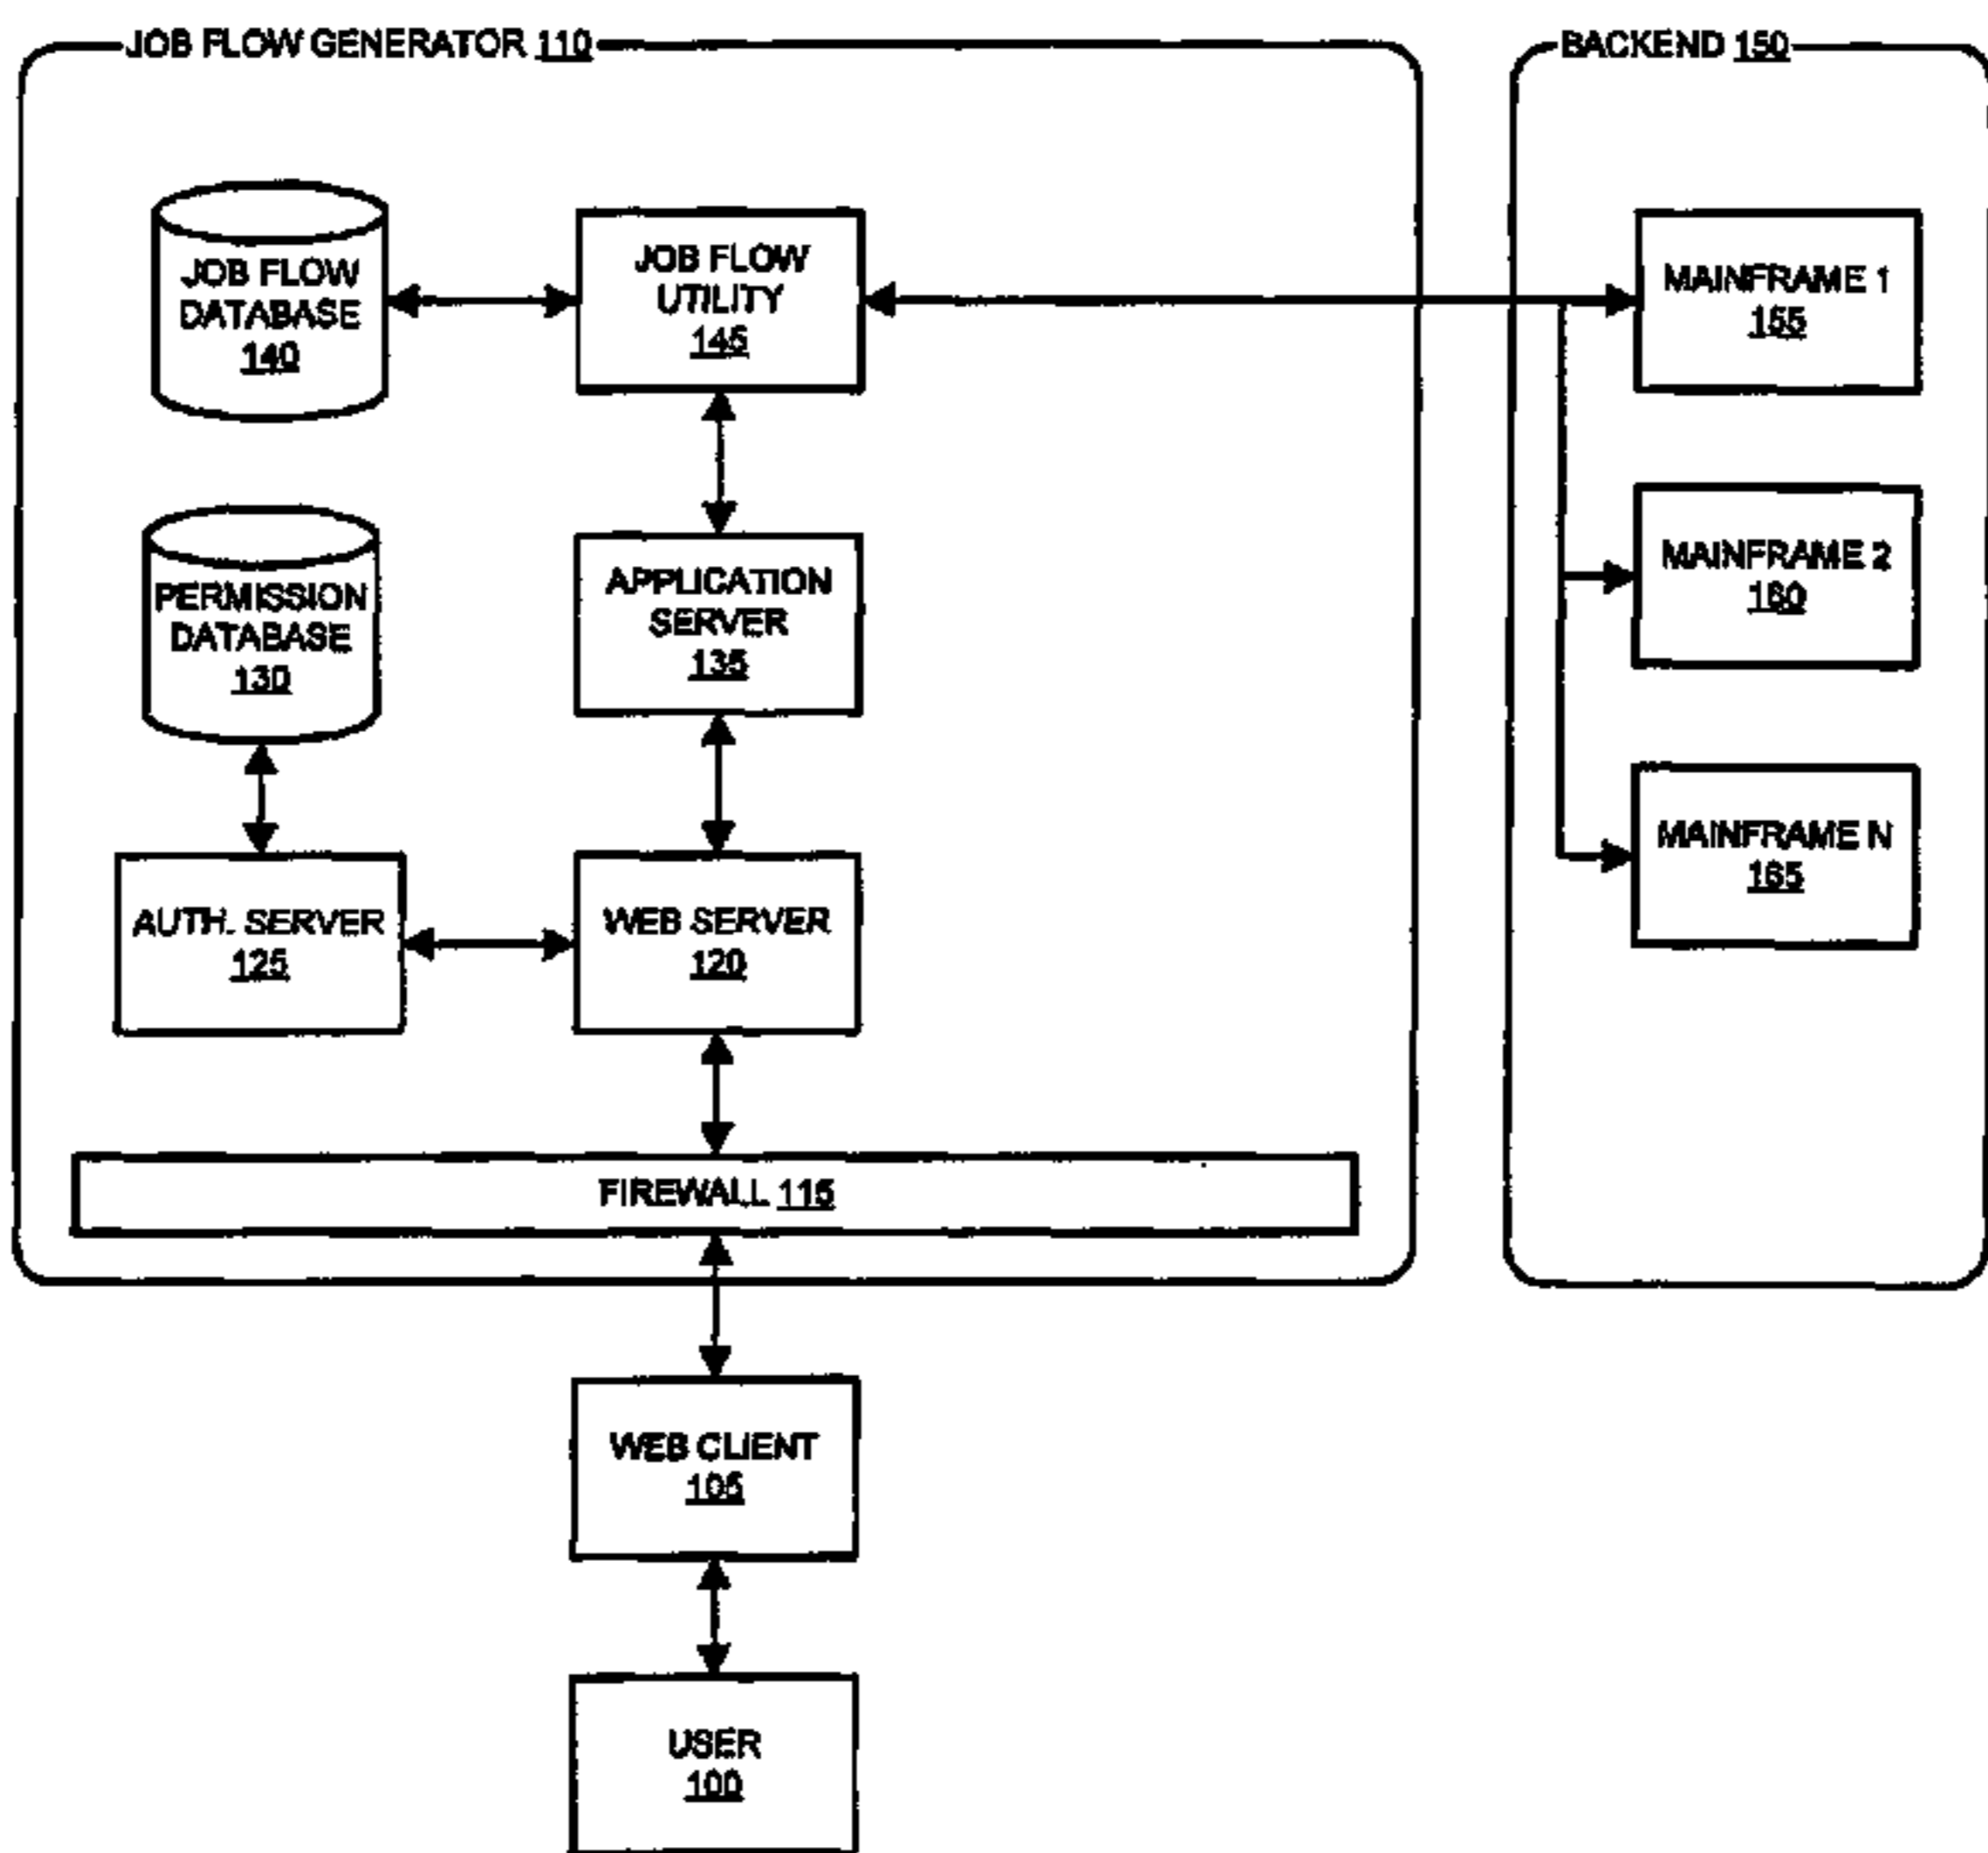 JOB FLOW GENERATOR 110
BACKEND 150
JOB FLOW
DATABASE
140
JOB FLOW
UTILITY
145
MAINFRAME 1
155
PERMISSION
DATABASE
130
APPLICATION
SERVER
135
MAINFRAME 2
160
AUTH. SERVER
125
WEB SERVER
120
MAINFRAME N
165
FIREWALL 115
WEB CLIENT
105
USER
100